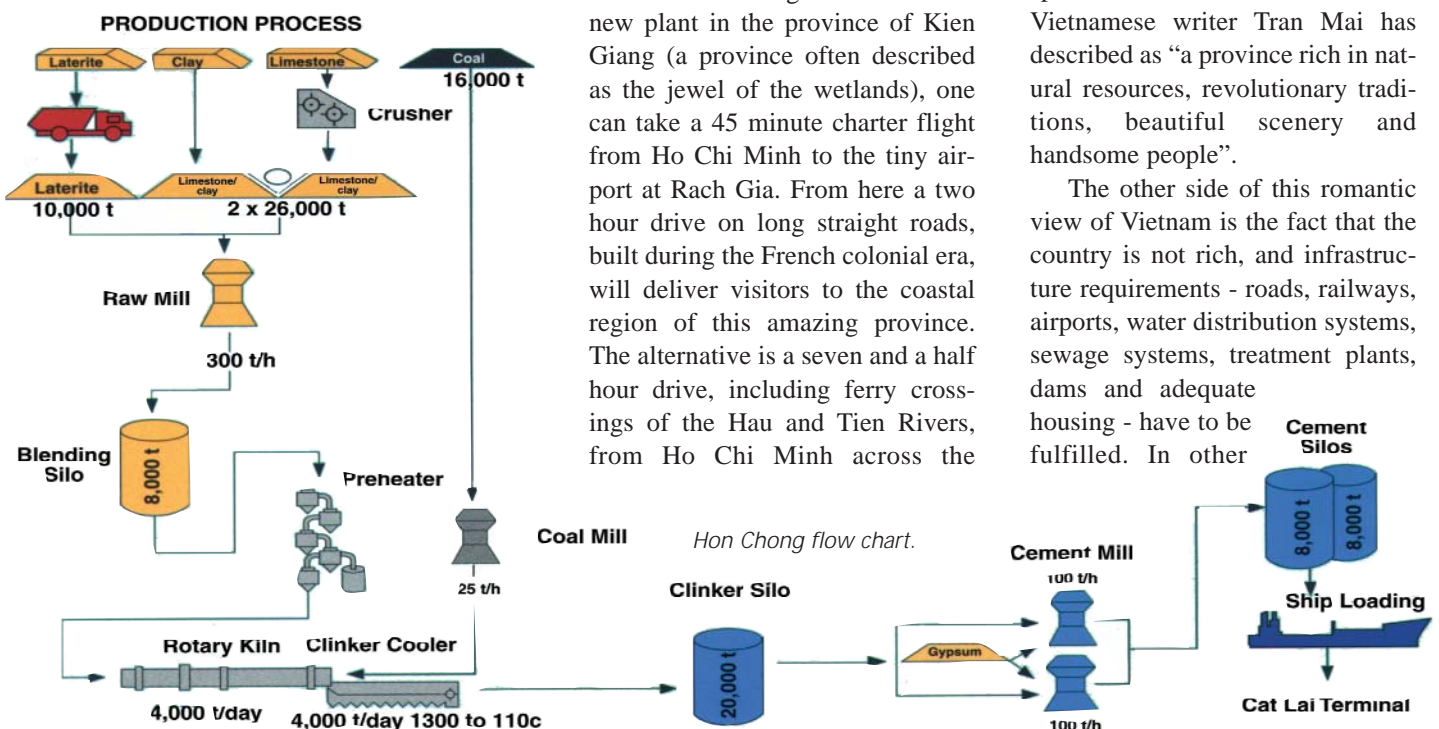 PRODUCTION PROCESS
Laterite
Clay
Limestone
Coal
16,000 t
Crusher
Laterite
Limestone/
clay
Limestone/
clay
10,000 t
2 x 26,000 t
Raw Mill
300 t/h
Blending
Silo
8,000 t
Preheater
Coal Mill
25 t/h
Rotary Kiln
Clinker Cooler
4,000 t/day
4,000 t/day 1300 to 110c
new plant in the province of Kien
Giang (a province often described
as the jewel of the wetlands), one
can take a 45 minute charter flight
from Ho Chi Minh to the tiny air-
port at Rach Gia. From here a two
hour drive on long straight roads,
built during the French colonial era,
will deliver visitors to the coastal
region of this amazing province.
The alternative is a seven and a half
hour drive, including ferry cross-
ings of the Hau and Tien Rivers,
from Ho Chi Minh across the
Vietnamese writer Tran Mai has
described as “a province rich in nat-
ural resources, revolutionary tradi-
tions, beautiful scenery and
handsome people”.
The other side of this romantic
view of Vietnam is the fact that the
country is not rich, and infrastruc-
ture requirements - roads, railways,
airports, water distribution systems,
sewage systems, treatment plants,
dams and adequate
housing - have to be
fulfilled. In other
Hon Chong flow chart.
Clinker Silo
20,000 t
Gypsum
Cement Mill
100 t/h
100 t/h
Cement
Silos
8,000 t
8,000 t
Ship Loading
Cat Lai Terminal